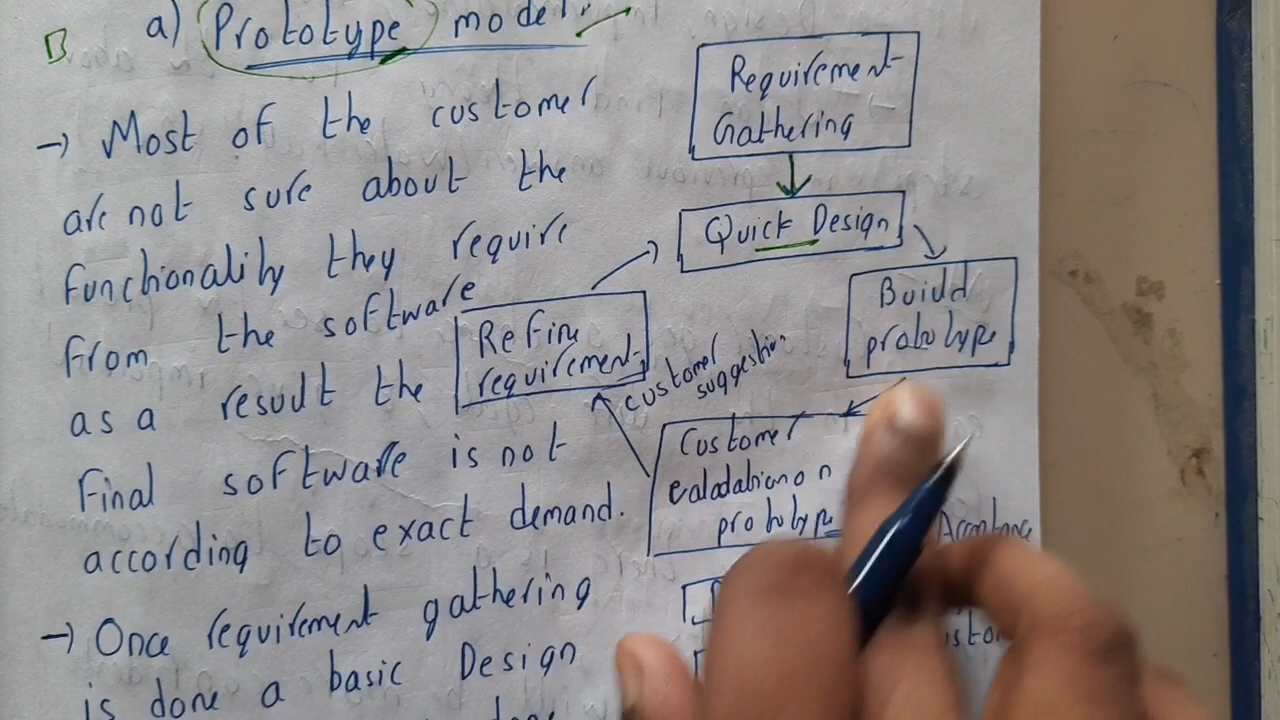 a) Prototype model.
→ Most of the customer
are not sure about the
functionality they require
from the software
as a result the
final software is not
according to exact demand.
→ Once requirement gathering
is done a basic Design
Requirement
Gathering
Quick Design
Build
prototype
Refine
requirement
customer
suggestion
Customer
prototype
Acceptance